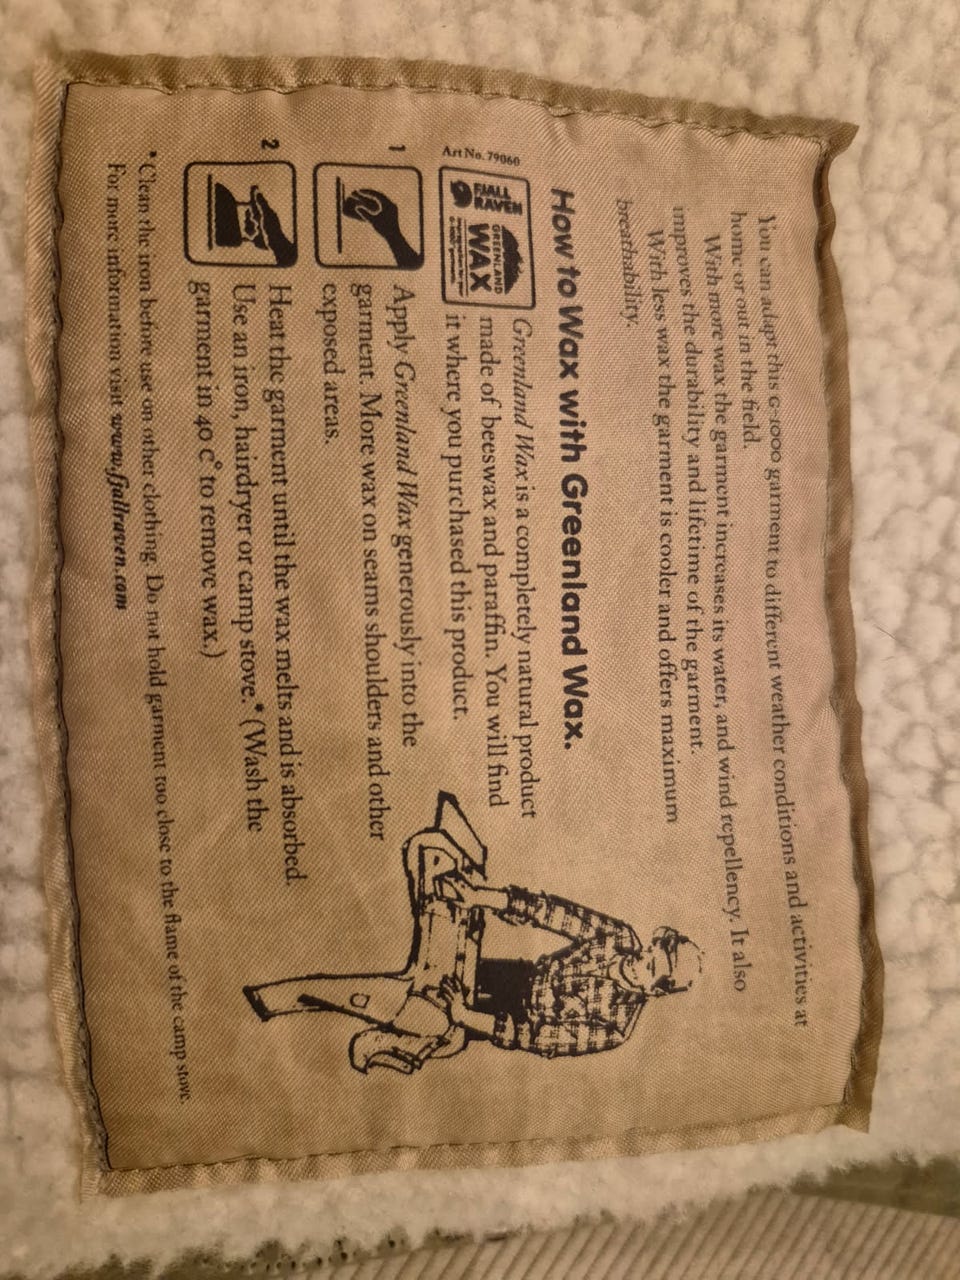 You can adapt this G-1000 garment to different weather conditions and activities at
home or out in the field.
With more wax the garment increases its water, and wind repellency. It also
improves the durability and lifetime of the garment.
With less wax the garment is cooler and offers maximum
breathability.
How to Wax with Greenland Wax.
Art No. 79060
FJALL
RAVEN
GREENLAND
WAX
Greenland Wax is a completely natural product
made of beeswax and paraffin. You will find
it where you purchased this product.
1
Apply Greenland Wax generously into the
garment. More wax on seams shoulders and other
exposed areas.
2
Heat the garment until the wax melts and is absorbed.
Use an iron, hairdryer or camp stove.* (Wash the
garment in 40 c° to remove wax.)
*Clean the iron before use on other clothing. Do not hold garment too close to the flame of the camp stove.
For more information visit www.fjallraven.com